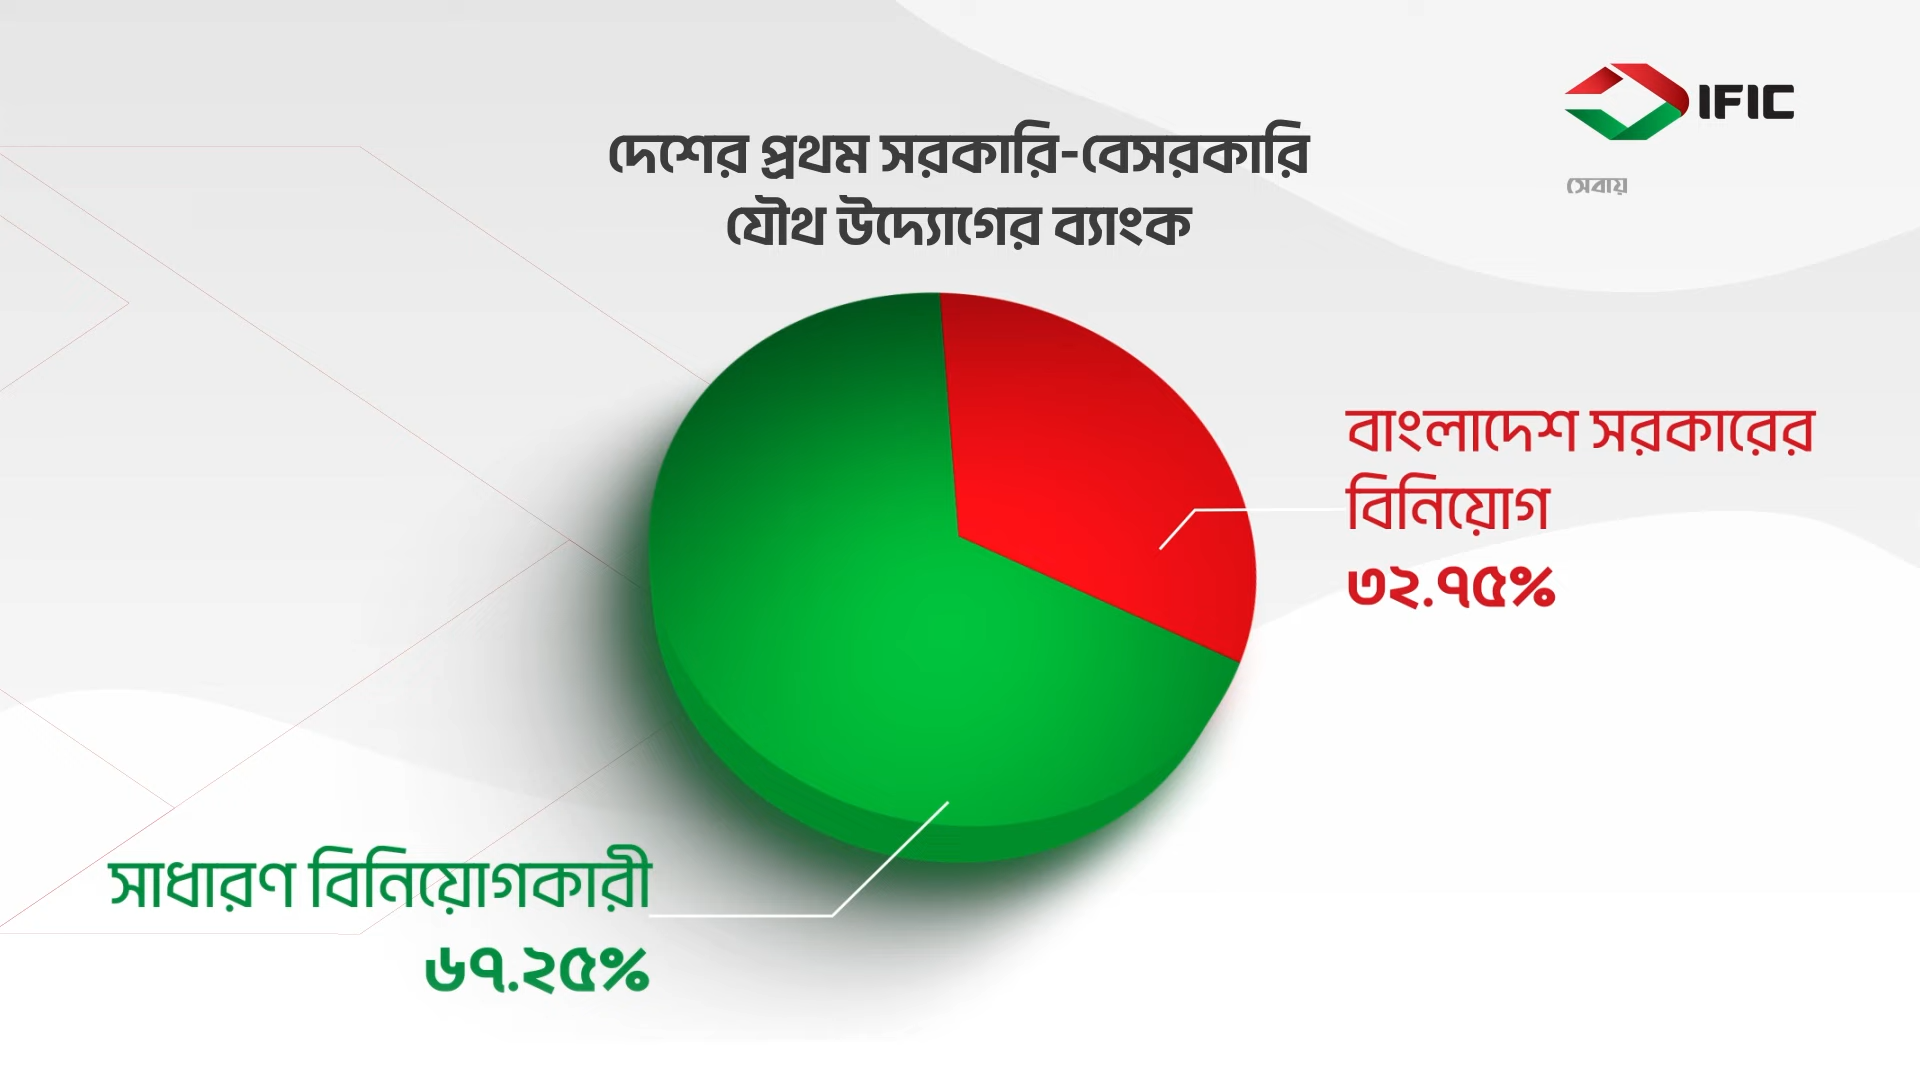 IFIC
সেবায়
দেশের প্রথম সরকারি-বেসরকারি
যৌথ উদ্যোগের ব্যাংক
বাংলাদেশ সরকারের
বিনিয়োগ
৩২.৭৫%
সাধারণ বিনিয়োগকারী
৬৭.২৫%